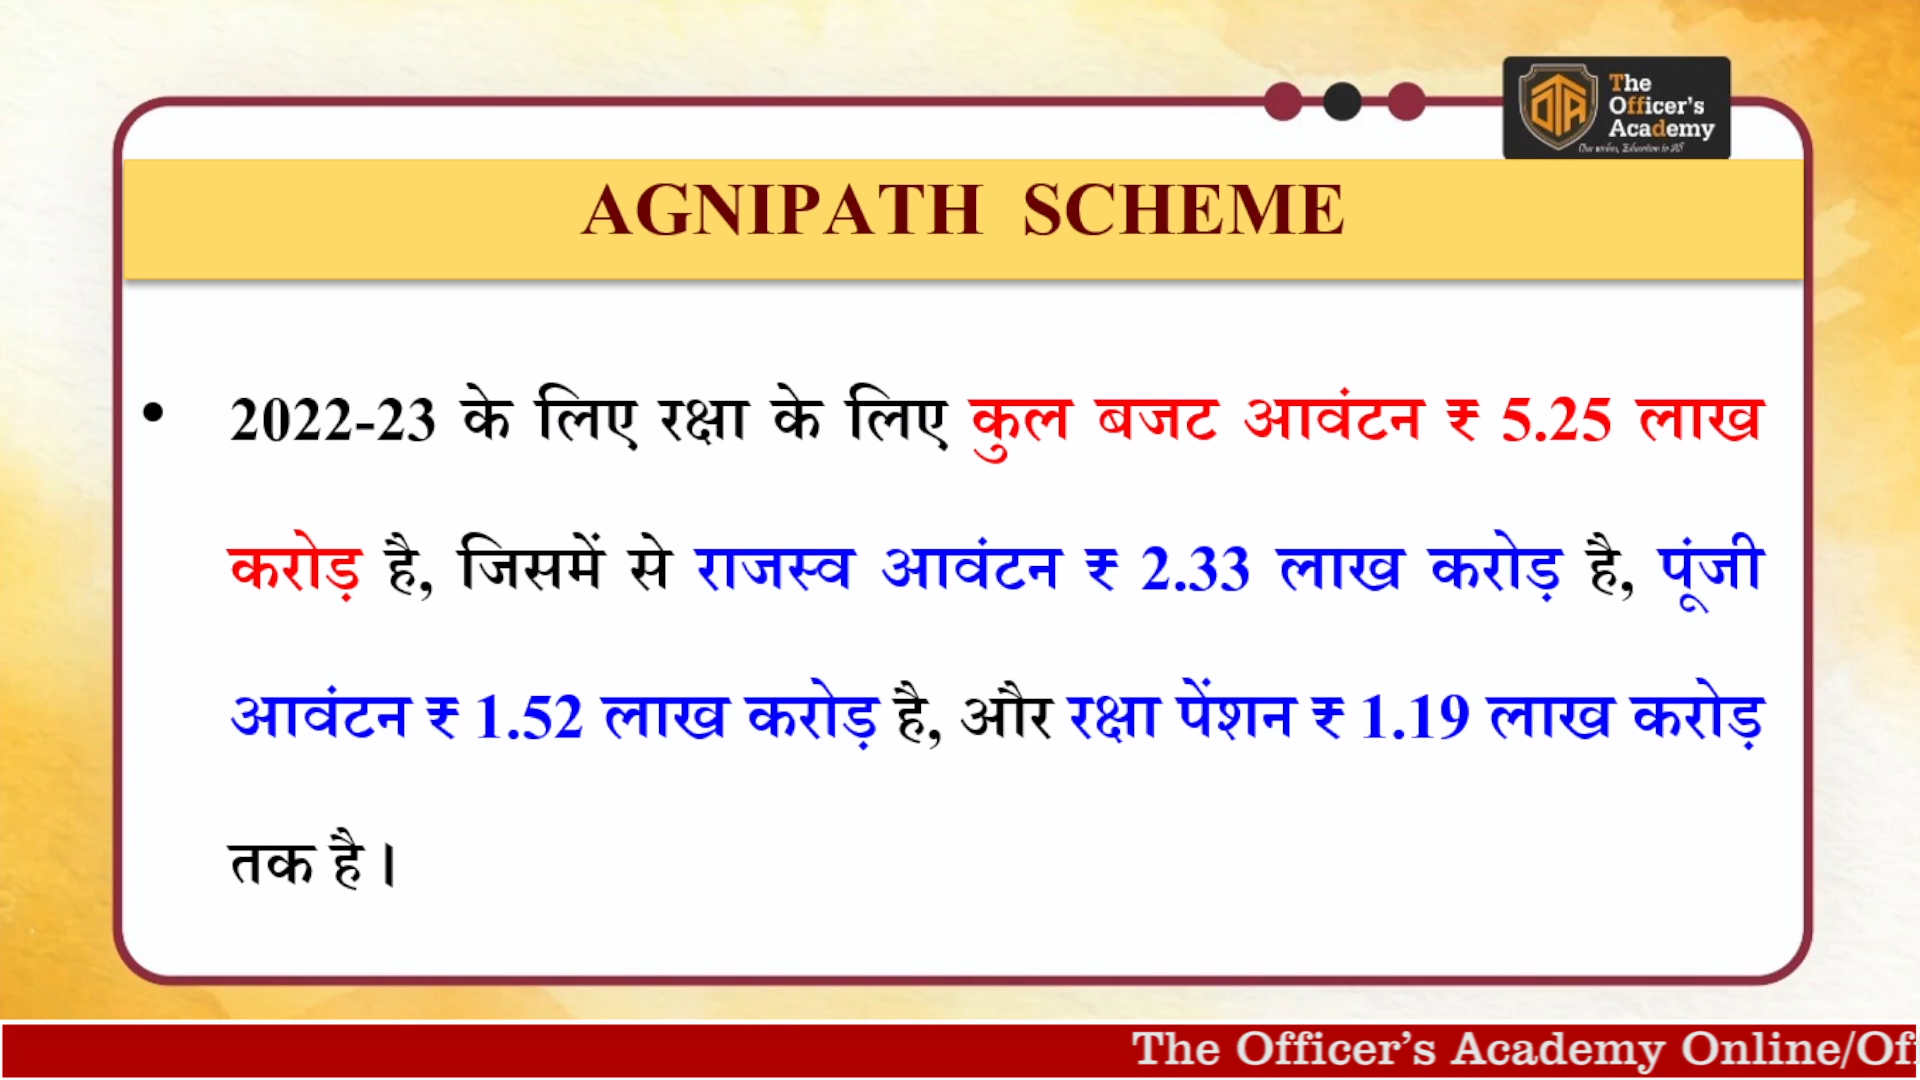 The
Officer's
Academy
AGNIPATH SCHEME
• 2022-23 के लिए रक्षा के लिए कुल बजट आवंटन ₹ 5.25 लाख
करोड़ है, जिसमें से राजस्व आवंटन ₹ 2.33 लाख करोड़ है, पूंजी
आवंटन ₹ 1.52 लाख करोड़ है, और रक्षा पेंशन ₹ 1.19 लाख करोड़
तक है।
The Officer's Academy Online/Of